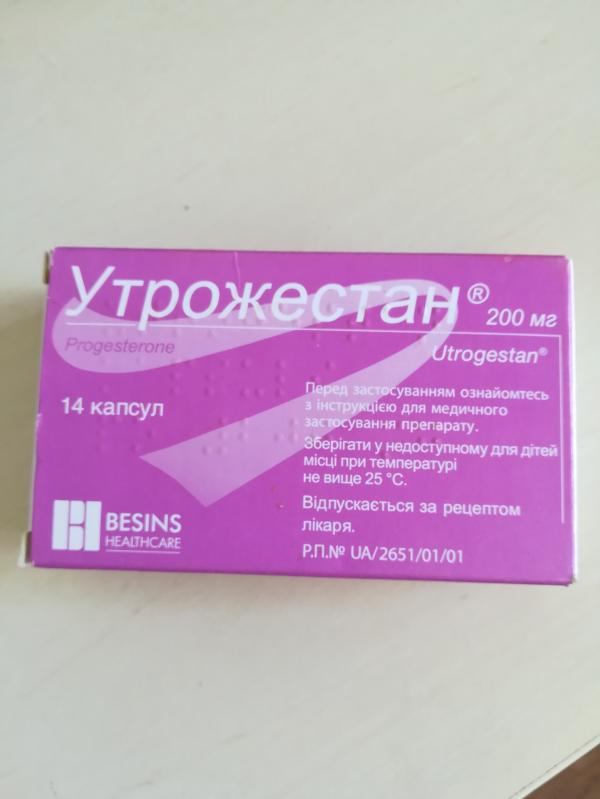 Утрожестан® 200 мг
Progesterone
Utrogestan®
14 капсул
Перед застосуванням ознайомтесь
з інструкцією для медичного
застосування препарату.
Зберігати у недоступному для дітей
місці при температурі
не вище 25 °C.
Відпускається за рецептом
лікаря.
Р.П.№ UA/2651/01/01
BESINS
HEALTHCARE